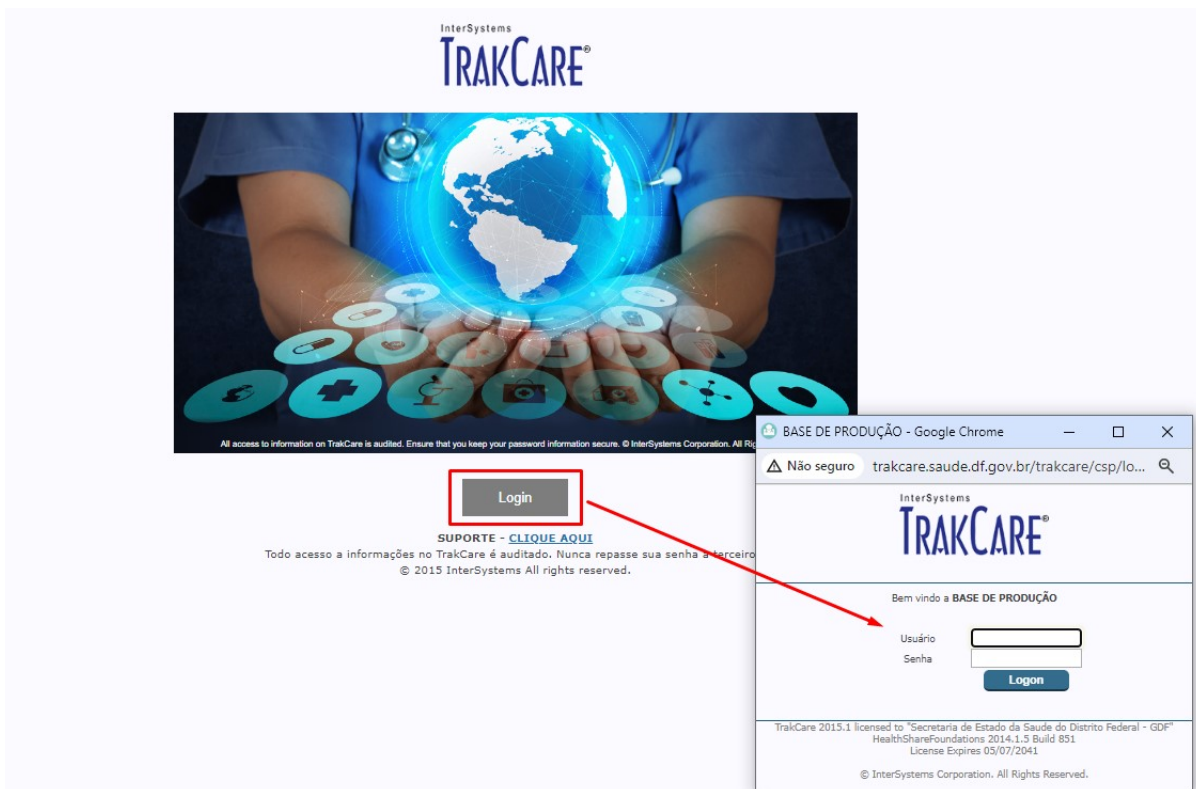 InterSystems
TRAKCARE®
All access to information on TrakCare is audited. Ensure that you keep your password information secure. © InterSystems Corporation. All
Login
SUPORTE - CLIQUE AQUI
Todo acesso a informações no TrakCare é auditado. Nunca repasse sua senha a terceiro
© 2015 InterSystems All rights reserved.
BASE DE PRODUÇÃO - Google Chrome
Não seguro trakcare.saude.df.gov.br/trakcare/csp/lo...
InterSystems
TRAKCARE®
Bem vindo a BASE DE PRODUÇÃO
Usuário
Senha
Logon
TrakCare 2015.1 licensed to "Secretaria de Estado da Saude do Distrito Federal - GDF"
HealthShareFoundations 2014.1.5 Build 851
License Expires 05/07/2041
© InterSystems Corporation. All Rights Reserved.